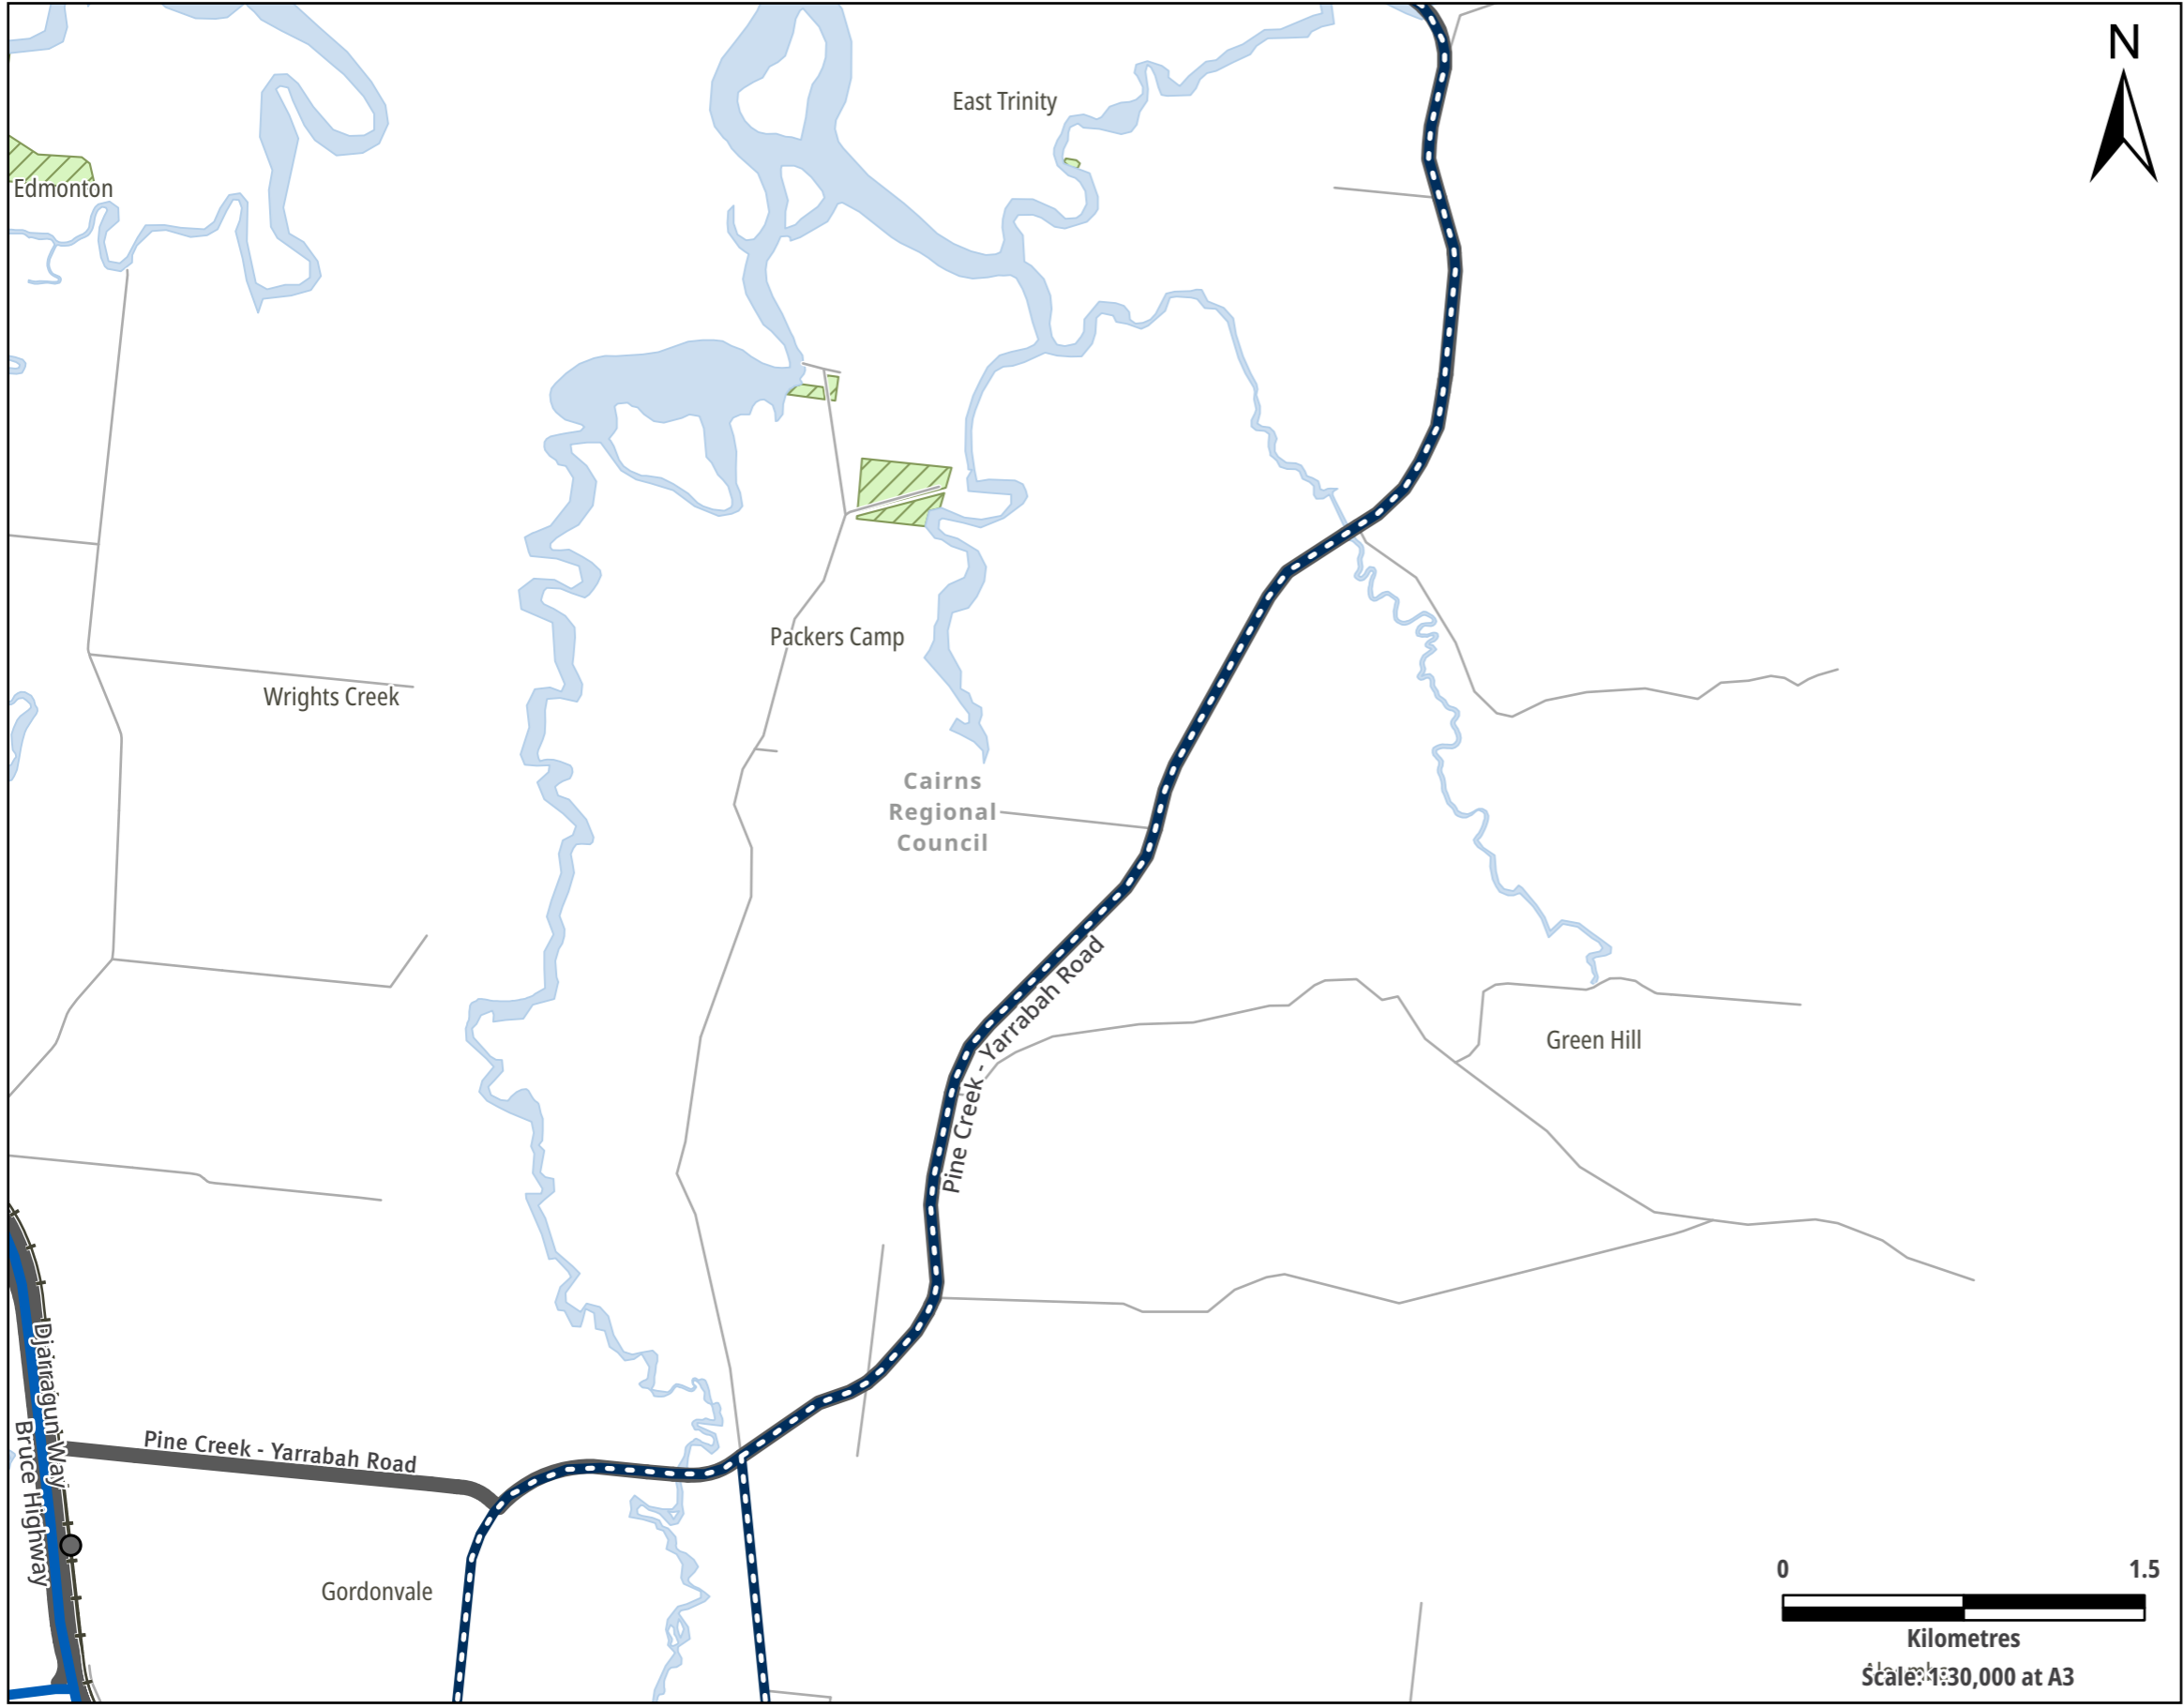 N
East Trinity
Edmonton
Packers Camp
Wrights Creek
Cairns
Regional
Council
Pine Creek - Yarrabah Road
Green Hill
Djarragun Way
Bruce Highway
Pine Creek - Yarrabah Road
Gordonvale
0 1.5
Kilometres
Scale: 1:30,000 at A3